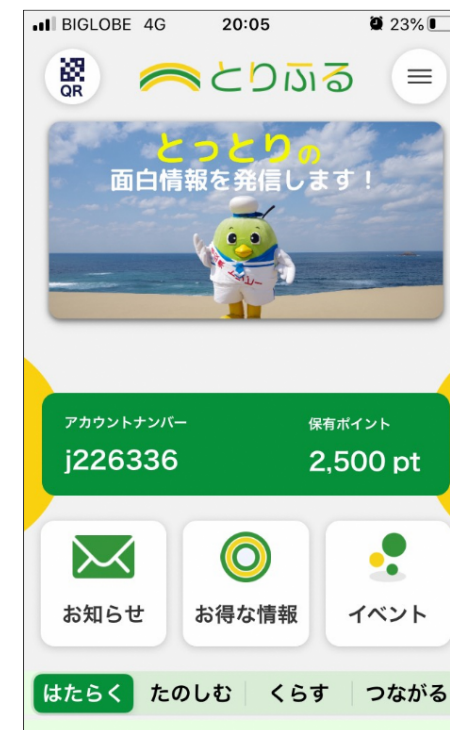 BIGLOBE 4G 20:05 23%
QR とりふる
とっとりの
面白情報を発信します！
アカウントナンバー 保有ポイント
j226336 2,500 pt
お知らせ お得な情報 イベント
はたらく たのしむ くらす つながる